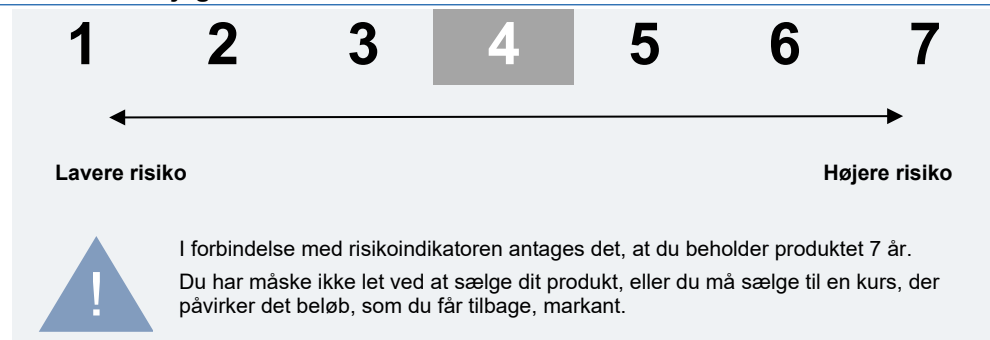 1 2 3 4 5 6 7
Lavere risiko Højere risiko
!
I forbindelse med risikoindikatoren antages det, at du beholder produktet 7 år.
Du har måske ikke let ved at sælge dit produkt, eller du må sælge til en kurs, der
påvirker det beløb, som du får tilbage, markant.